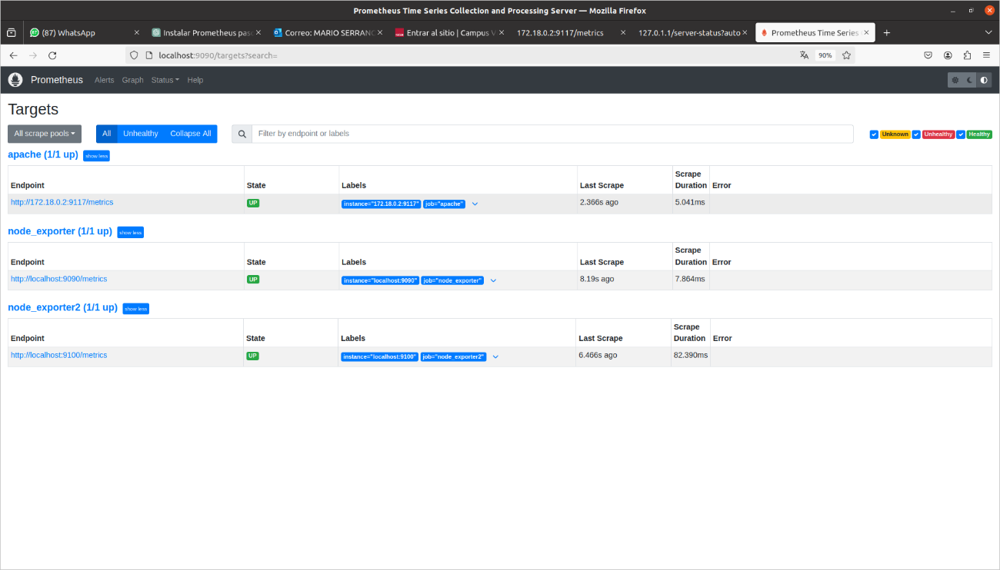 Prometheus Time Series Collection and Processing Server — Mozilla Firefox
(87) WhatsApp
Instalar Prometheus paso
Correo: MARIO SERRANO
Entrar al sitio | Campus V
172.18.0.2:9117/metrics
127.0.1.1/server-status?auto
Prometheus Time Series
localhost:9090/targets?search=
90%
Prometheus Alerts Graph Status Help
Targets
All scrape pools
All Unhealthy Collapse All
Filter by endpoint or labels
Unknown Unhealthy Healthy
apache (1/1 up) show less
Endpoint State Labels Last Scrape Scrape Duration Error
http://172.18.0.2:9117/metrics UP instance="172.18.0.2:9117" job="apache" 2.366s ago 5.041ms
node_exporter (1/1 up) show less
Endpoint State Labels Last Scrape Scrape Duration Error
http://localhost:9090/metrics UP instance="localhost:9090" job="node_exporter" 8.19s ago 7.864ms
node_exporter2 (1/1 up) show less
Endpoint State Labels Last Scrape Scrape Duration Error
http://localhost:9100/metrics UP instance="localhost:9100" job="node_exporter2" 6.466s ago 82.390ms